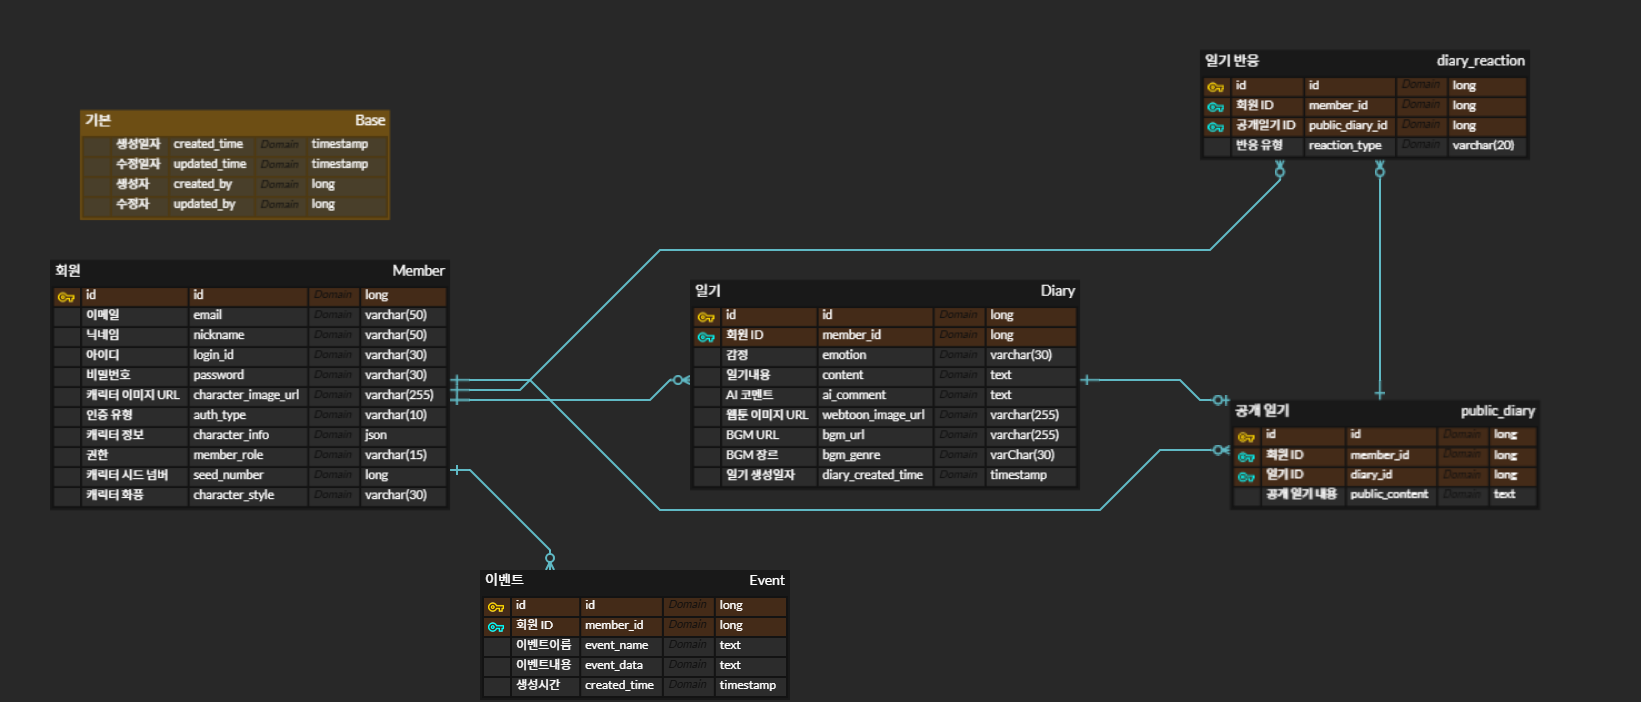 기본 Base
생성일자 created_time Domain timestamp
수정일자 updated_time Domain timestamp
생성자 created_by Domain long
수정자 updated_by Domain long
회원 Member
id id Domain long
이메일 email Domain varchar(50)
닉네임 nickname Domain varchar(50)
아이디 login_id Domain varchar(30)
비밀번호 password Domain varchar(30)
캐릭터 이미지 URL character_image_url Domain varchar(255)
인증 유형 auth_type Domain varchar(10)
캐릭터 정보 character_info Domain json
권한 member_role Domain varchar(15)
캐릭터 시드 넘버 seed_number Domain long
캐릭터 화풍 character_style Domain varchar(30)
일기 Diary
id id Domain long
회원 ID member_id Domain long
감정 emotion Domain varchar(30)
일기내용 content Domain text
AI 코멘트 ai_comment Domain text
웹툰 이미지 URL webtoon_image_url Domain varchar(255)
BGM URL bgm_url Domain varchar(255)
BGM 장르 bgm_genre Domain varChar(30)
일기 생성일자 diary_created_time Domain timestamp
일기 반응 diary_reaction
id id Domain long
회원 ID member_id Domain long
공개일기 ID public_diary_id Domain long
반응 유형 reaction_type Domain varchar(20)
공개 일기 public_diary
id id Domain long
회원 ID member_id Domain long
일기 ID diary_id Domain long
공개 일기 내용 public_content Domain text
이벤트 Event
id id Domain long
회원 ID member_id Domain long
이벤트이름 event_name Domain text
이벤트내용 event_data Domain text
생성시간 created_time Domain timestamp